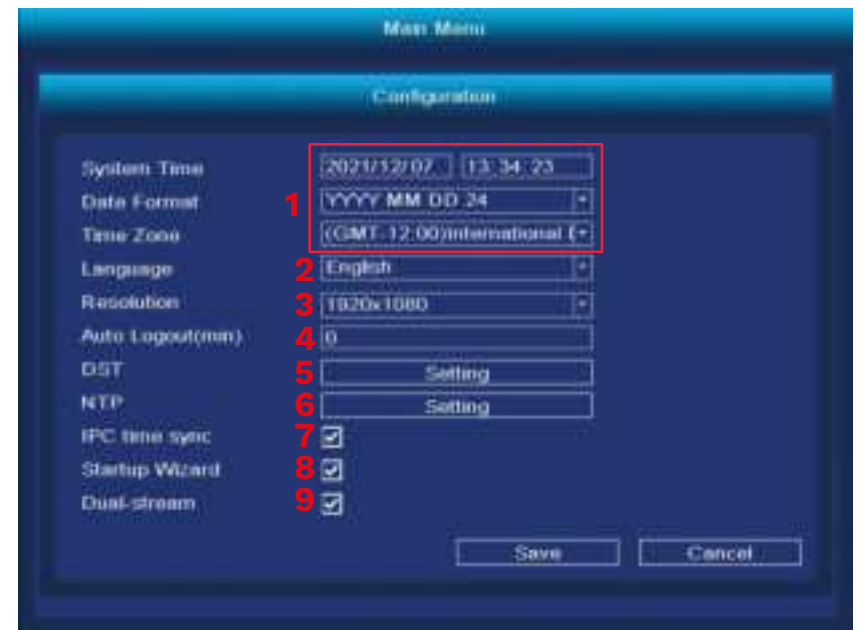 Main Menu
Configuration
System Time 2021/12/07 13:34:23
Date Format 1 YYYY MM DD 24
Time Zone (GMT-12:00)International
Language 2 English
Resolution 3 1920x1080
Auto Logout(min) 4 0
DST 5 Setting
NTP 6 Setting
IPC time sync 7
Startup Wizard 8
Dual-stream 9
Save Cancel